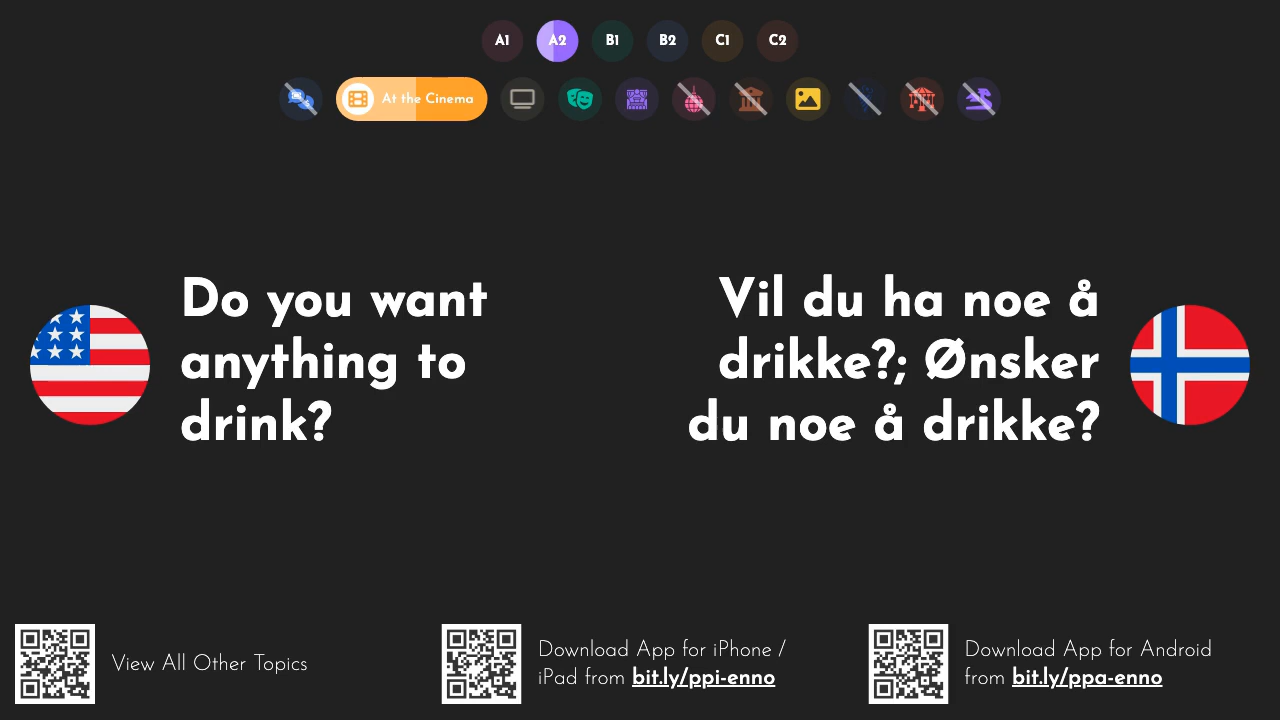 A1 A2 B1 B2 C1 C2
At the Cinema
Do you want
anything to
drink?
Vil du ha noe å
drikke?; Ønsker
du noe å drikke?
View All Other Topics
Download App for iPhone /
iPad from bit.ly/ppi-enno
Download App for Android
from bit.ly/ppa-enno